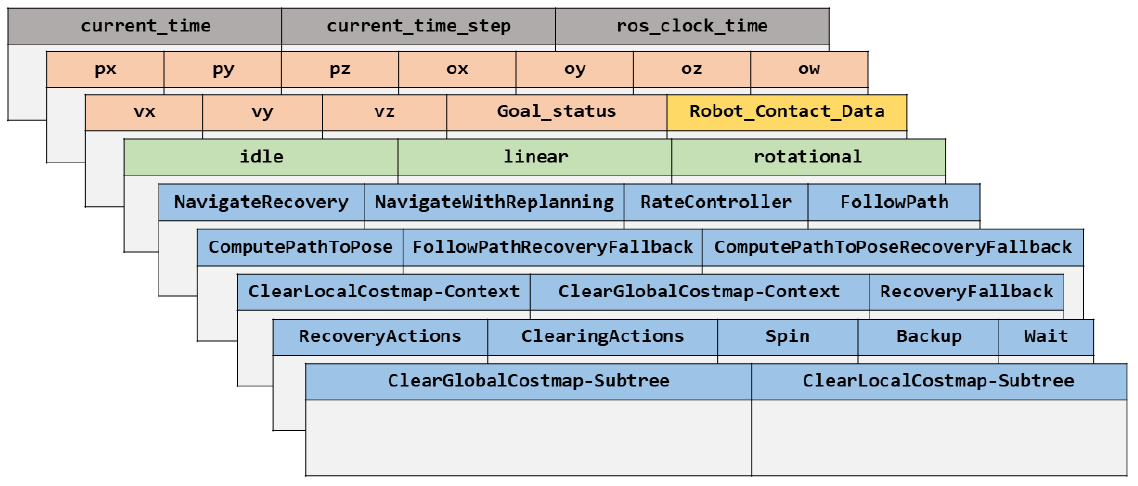 current_time current_time_step ros_clock_time
px py pz ox oy oz ow
vx vy vz Goal_status Robot_Contact_Data
idle linear rotational
NavigateRecovery NavigateWithReplanning RateController FollowPath
ComputePathToPose FollowPathRecoveryFallback ComputePathToPoseRecoveryFallback
ClearLocalCostmap-Context ClearGlobalCostmap-Context RecoveryFallback
RecoveryActions ClearingActions Spin Backup Wait
ClearGlobalCostmap-Subtree ClearLocalCostmap-Subtree